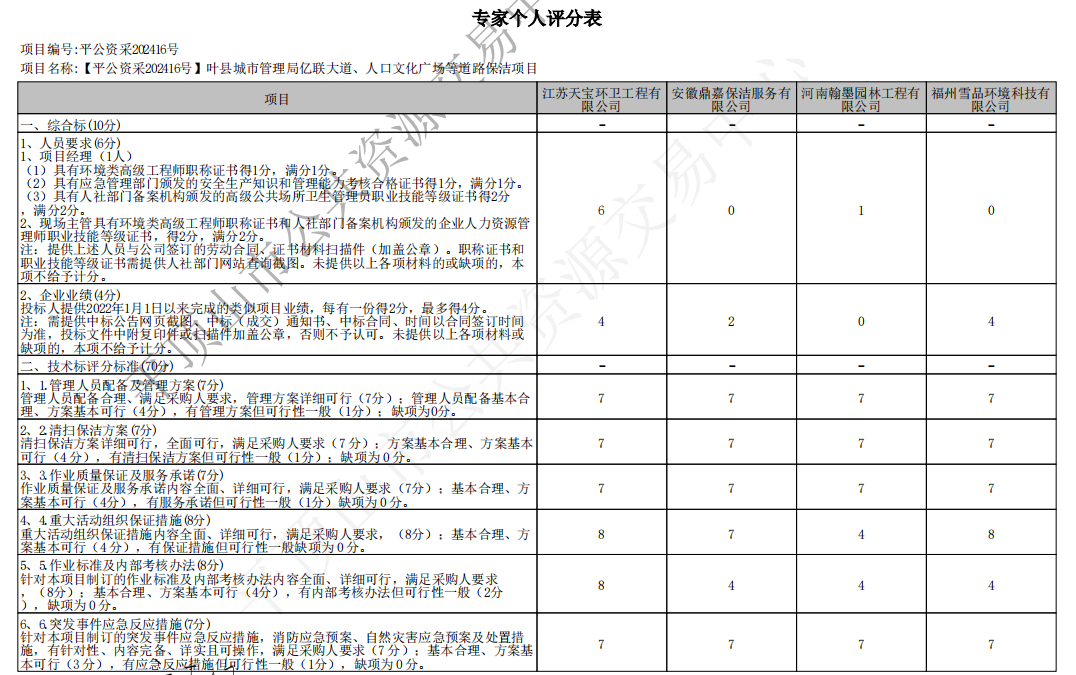 专家个人评分表
项目编号:平公资采202416号
项目名称:【平公资采202416号】叶县城市管理局亿联大道、人口文化广场等道路保洁项目
项目 江苏天宝环卫工程有限公司 安徽鼎嘉保洁服务有限公司 河南翰墨园林工程有限公司 福州雪品环境科技有限公司
一、综合标(10分) - - - -
1、人员要求(6分)
1、项目经理（1人）
（1）具有环境类高级工程师职称证书得1分，满分1分。
（2）具有应急管理部门颁发的安全生产知识和管理能力考核合格证书得1分，满分1分。
（3）具有人社部门备案机构颁发的高级公共场所卫生管理员职业技能等级证书得2分
，满分2分。
2、现场主管具有环境类高级工程师职称证书和人社部门备案机构颁发的企业人力资源管
理师职业技能等级证书，得2分，满分2分。
注：提供上述人员与公司签订的劳动合同、证书材料扫描件（加盖公章）。职称证书和
职业技能等级证书需提供人社部门网站查询截图。未提供以上各项材料的或缺项的，本
项不给予计分。
6 0 1 0
2、企业业绩(4分)
投标人提供2022年1月1日以来完成的类似项目业绩，每有一份得2分，最多得4分。
注：需提供中标公告网页截图、中标（成交）通知书、中标合同、时间以合同签订时间
为准，投标文件中附复印件或扫描件加盖公章，否则不予认可。未提供以上各项材料或
缺项的，本项不给予计分。
4 2 0 4
二、技术标评分标准(70分) - - - -
1、1.管理人员配备及管理方案(7分)
管理人员配备合理、满足采购人要求，管理方案详细可行（7分）；管理人员配备基本合
理、方案基本可行（4分），有管理方案但可行性一般（1分）；缺项为0分。
7 7 7 7
2、2.清扫保洁方案(7分)
清扫保洁方案详细可行，全面可行，满足采购人要求（7分）；方案基本合理、方案基本
可行（4分），有清扫保洁方案但可行性一般（1分）；缺项为0分。
7 7 7 7
3、3.作业质量保证及服务承诺(7分)
作业质量保证及服务承诺内容全面、详细可行，满足采购人要求（7分）；基本合理、方
案基本可行（4分），有服务承诺但可行性一般（1分）缺项为0分。
7 7 7 7
4、4.重大活动组织保证措施(8分)
重大活动组织保证措施内容全面、详细可行，满足采购人要求，（8分）；基本合理、方
案基本可行（4分），有保证措施但可行性一般缺项为0分。
8 7 4 8
5、5.作业标准及内部考核办法(8分)
针对本项目制订的作业标准及内部考核办法内容全面、详细可行，满足采购人要求
，（8分）；基本合理、方案基本可行（4分），有内部考核办法但可行性一般（2分
），缺项为0分。
8 4 4 4
6、6.突发事件应急反应措施(7分)
针对本项目制订的突发事件应急反应措施，消防应急预案、自然灾害应急预案及处置措
施，有针对性、内容完备、详实且可操作，满足采购人要求（7分）；基本合理、方案基本
可行（3分），有应急反应措施但可行性一般（1分），缺项为0分。
7 7 7 7
平顶山市公共资源交易中心
平顶山市公共资源交易中心